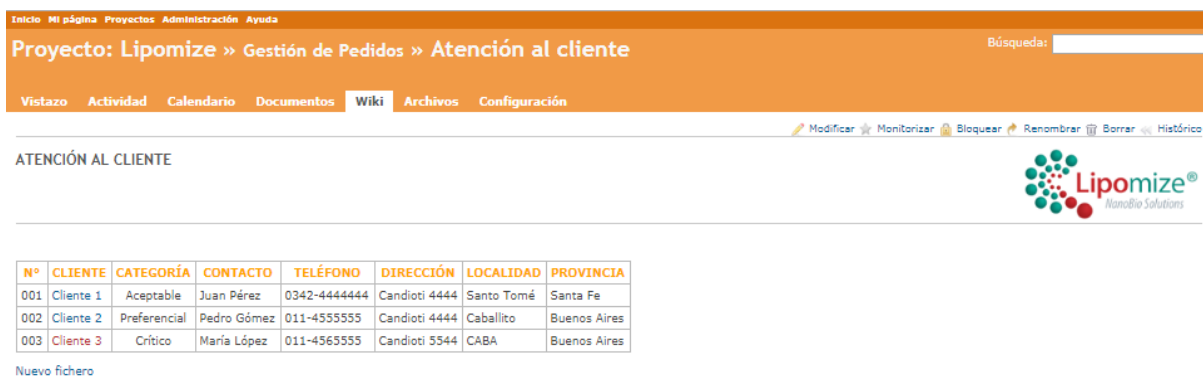 Inicio Mi página Proyectos Administración Ayuda
Proyecto: Lipomize » Gestión de Pedidos » Atención al cliente
Búsqueda:
Vistazo Actividad Calendario Documentos Wiki Archivos Configuración
Modificar Monitorizar Bloquear Renombrar Borrar Histórico
ATENCIÓN AL CLIENTE
Lipomize®
NanoBio Solutions
Nº CLIENTE CATEGORÍA CONTACTO TELÉFONO DIRECCIÓN LOCALIDAD PROVINCIA
001 Cliente 1 Aceptable Juan Pérez 0342-4444444 Candioti 4444 Santo Tomé Santa Fe
002 Cliente 2 Preferencial Pedro Gómez 011-4555555 Candioti 4444 Caballito Buenos Aires
003 Cliente 3 Crítico María López 011-4565555 Candioti 5544 CABA Buenos Aires
Nuevo fichero